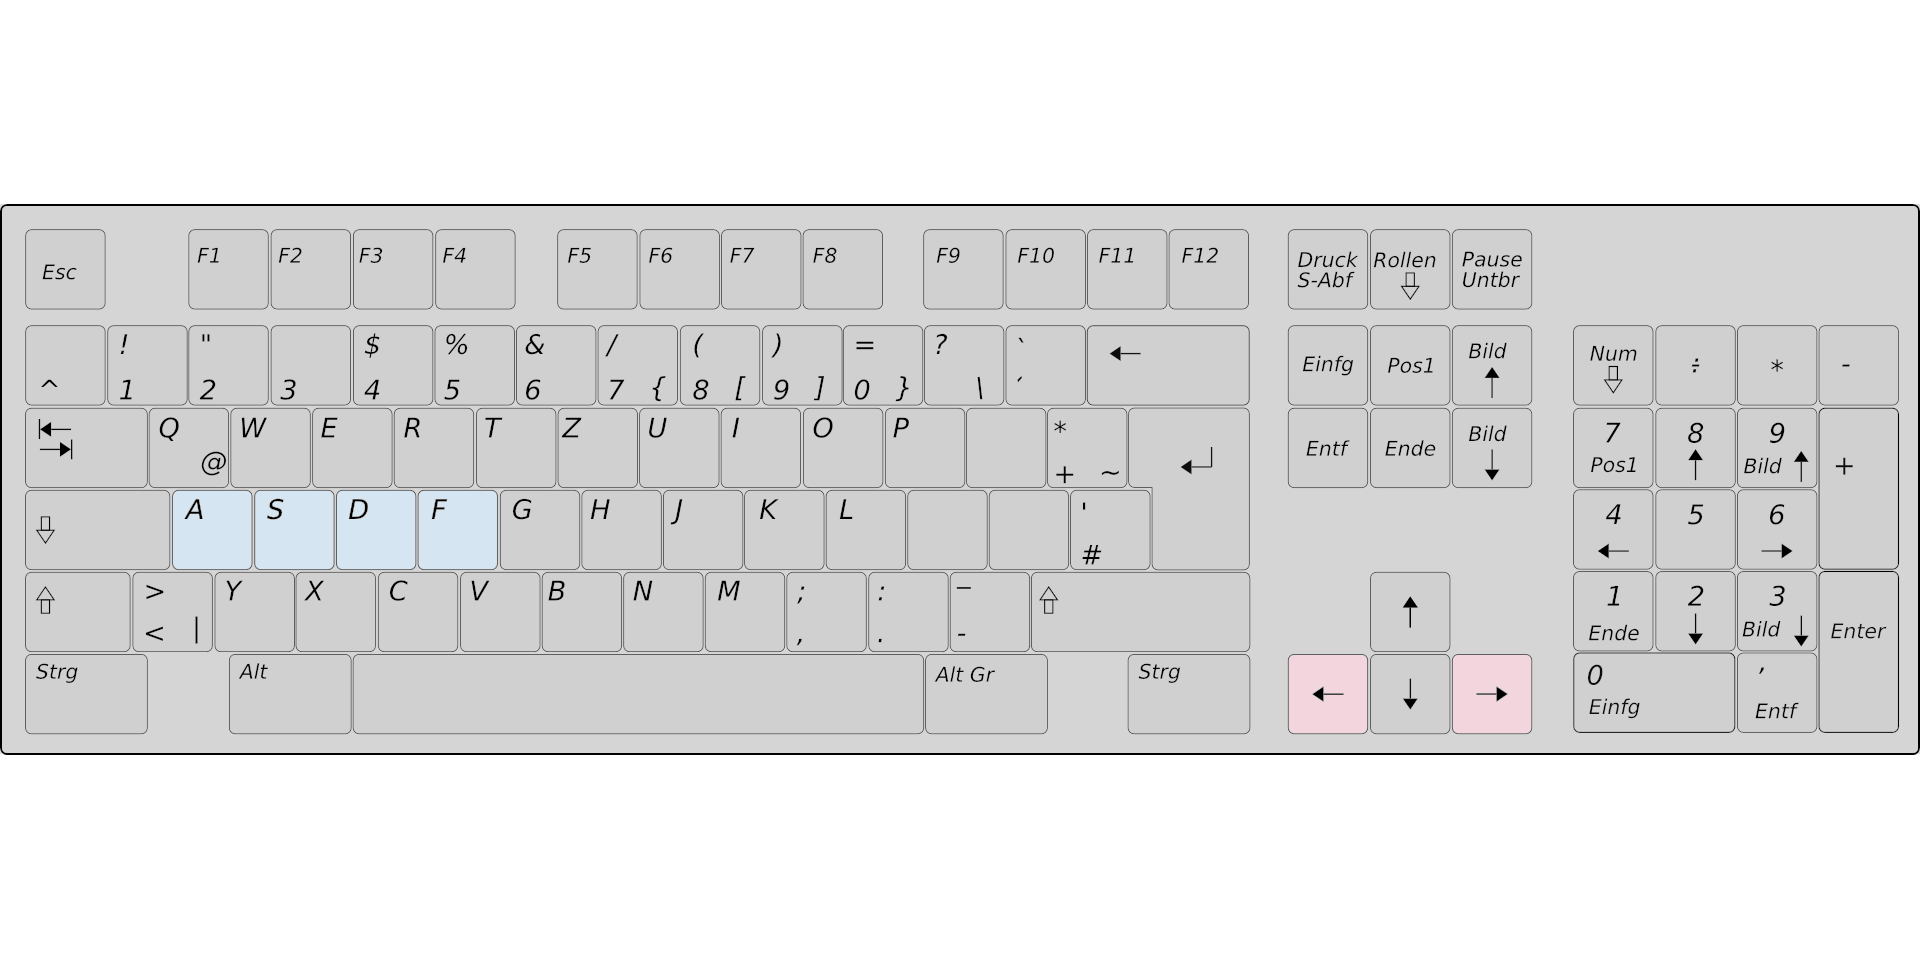 Esc F1 F2 F3 F4 F5 F6 F7 F8 F9 F10 F11 F12 Druck S-Abf Rollen Pause Untbr
! " $ % & / ( ) = ? `
^ 1 2 3 4 5 6 7 { 8 [ 9 ] 0 } \ ´
Einfg Pos1 Bild Num ÷ * -
Q @ W E R T Z U I O P * + ~
Entf Ende Bild 7 Pos1 8 9 Bild +
A S D F G H J K L ' #
4 5 6
> < | Y X C V B N M ; , : . _ -
1 Ende 2 3 Bild Enter
Strg Alt Alt Gr Strg
0 Einfg , Entf